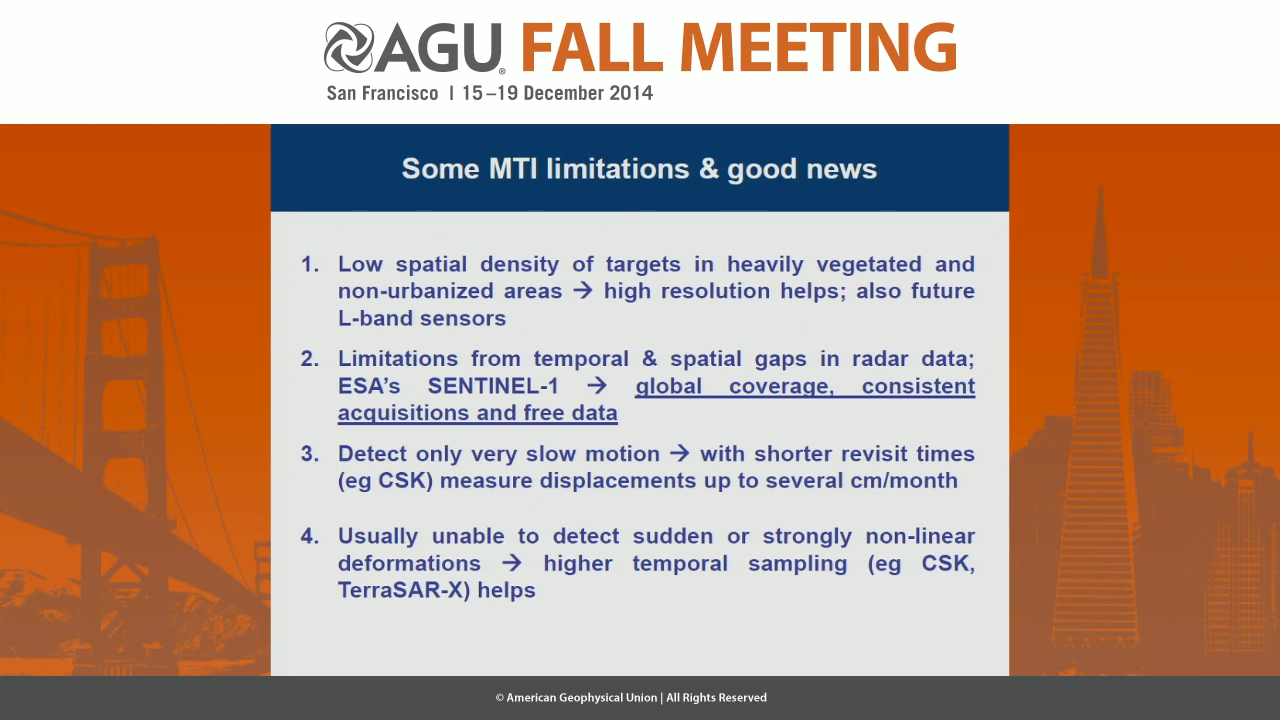 AGU® FALL MEETING
San Francisco | 15–19 December 2014
Some MTI limitations & good news
1. Low spatial density of targets in heavily vegetated and
non-urbanized areas → high resolution helps; also future
L-band sensors
2. Limitations from temporal & spatial gaps in radar data;
ESA’s SENTINEL-1 → global coverage, consistent
acquisitions and free data
3. Detect only very slow motion → with shorter revisit times
(eg CSK) measure displacements up to several cm/month
4. Usually unable to detect sudden or strongly non-linear
deformations → higher temporal sampling (eg CSK,
TerraSAR-X) helps
© American Geophysical Union | All Rights Reserved